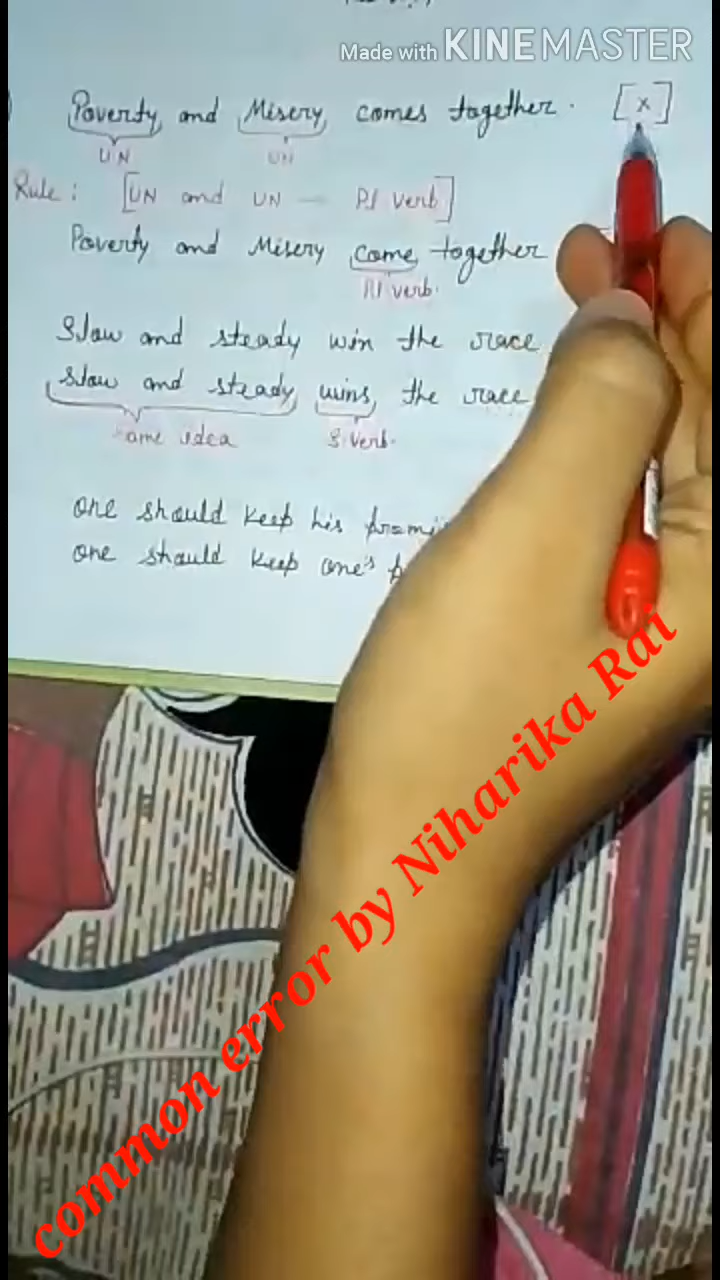 Made with KINEMASTER
Poverty and Misery comes together. [x]
UN UN
Rule: [UN and UN — Pl verb]
Poverty and Misery come together
Pl verb.
Slow and steady win the race
Slow and steady wins, the race
same idea S.verb.
one should keep his
one should keep one's
common error by Niharika Rai